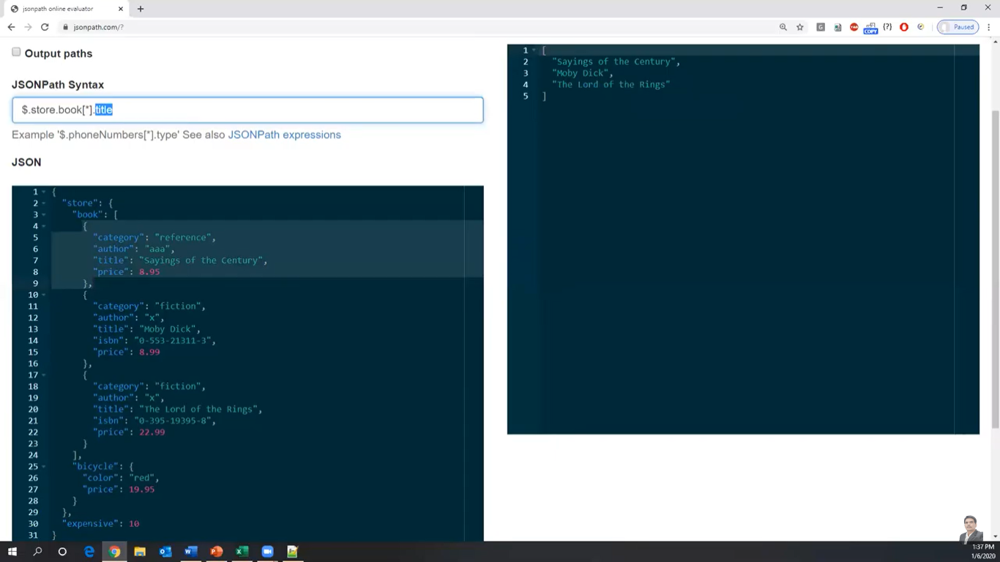 jsonpath online evaluator
jsonpath.com/?
COPY
{?}
Paused
Output paths
JSONPath Syntax
$.store.book[*].title
Example '$.phoneNumbers[*].type' See also JSONPath expressions
JSON
1 {
2 "store": {
3 "book": [
4 {
5 "category": "reference",
6 "author": "aaa",
7 "title": "Sayings of the Century",
8 "price": 8.95
9 },
10 {
11 "category": "fiction",
12 "author": "x",
13 "title": "Moby Dick",
14 "isbn": "0-553-21311-3",
15 "price": 8.99
16 },
17 {
18 "category": "fiction",
19 "author": "x",
20 "title": "The Lord of the Rings",
21 "isbn": "0-395-19395-8",
22 "price": 22.99
23 }
24 ],
25 "bicycle": {
26 "color": "red",
27 "price": 19.95
28 }
29 },
30 "expensive": 10
31 }
1 [
2 "Sayings of the Century",
3 "Moby Dick",
4 "The Lord of the Rings"
5 ]
1:37 PM
1/6/2020